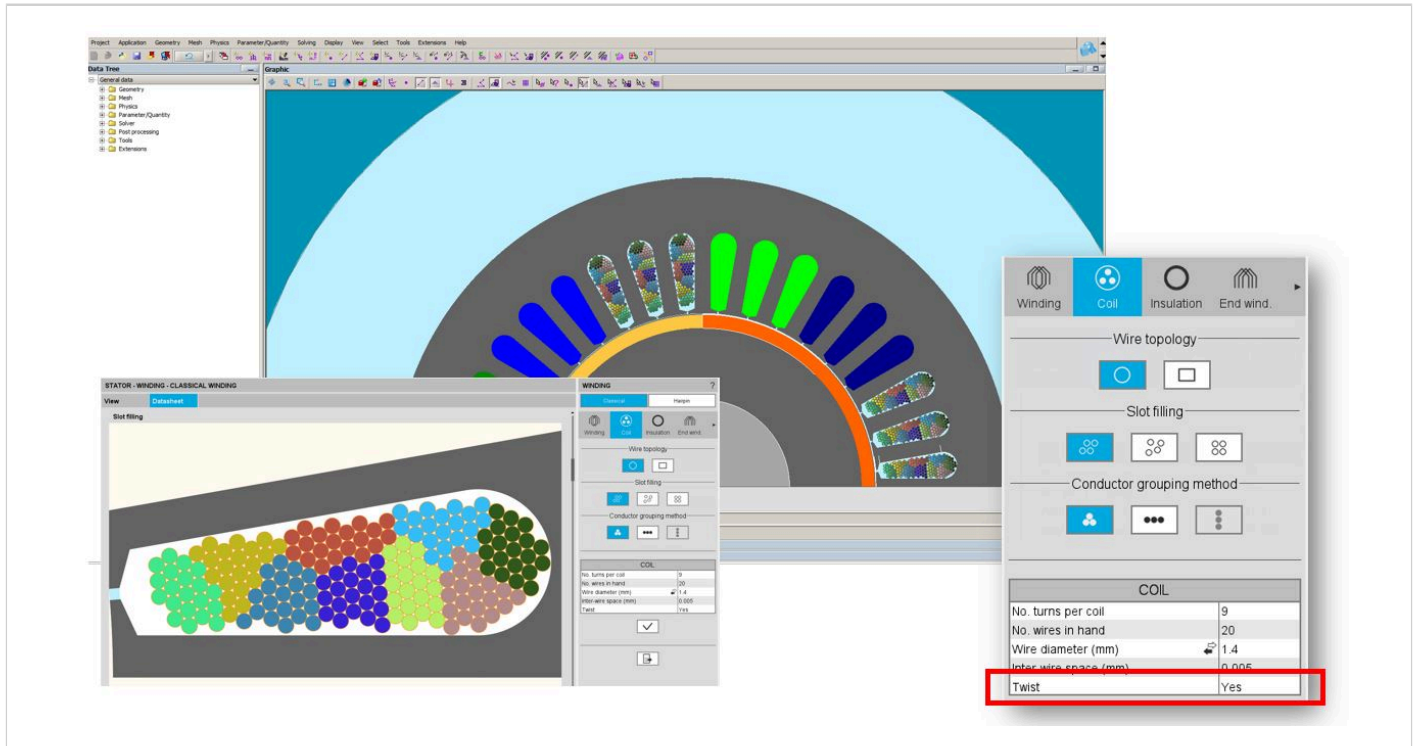 Project Application Geometry Mesh Physics Parameter/Quantity Solving Display View Select Tools Extensions Help
Data Tree
Graphic
General data
Geometry
Mesh
Physics
Parameter/Quantity
Solver
Post processing
Tools
Extensions
STATOR - WINDING - CLASSICAL WINDING
View Datasheet
Slot filling
WINDING ?
Classical Hairpin
Winding Coil Insulation End wind.
Wire topology
Slot filling
Conductor grouping method
COIL
No. turns per coil 9
No. wires in hand 20
Wire diameter (mm) 1.4
Inter-wire space (mm) 0.005
Twist Yes
Winding Coil Insulation End wind.
Wire topology
Slot filling
Conductor grouping method
COIL
No. turns per coil 9
No. wires in hand 20
Wire diameter (mm) 1.4
Inter-wire space (mm) 0.005
Twist Yes